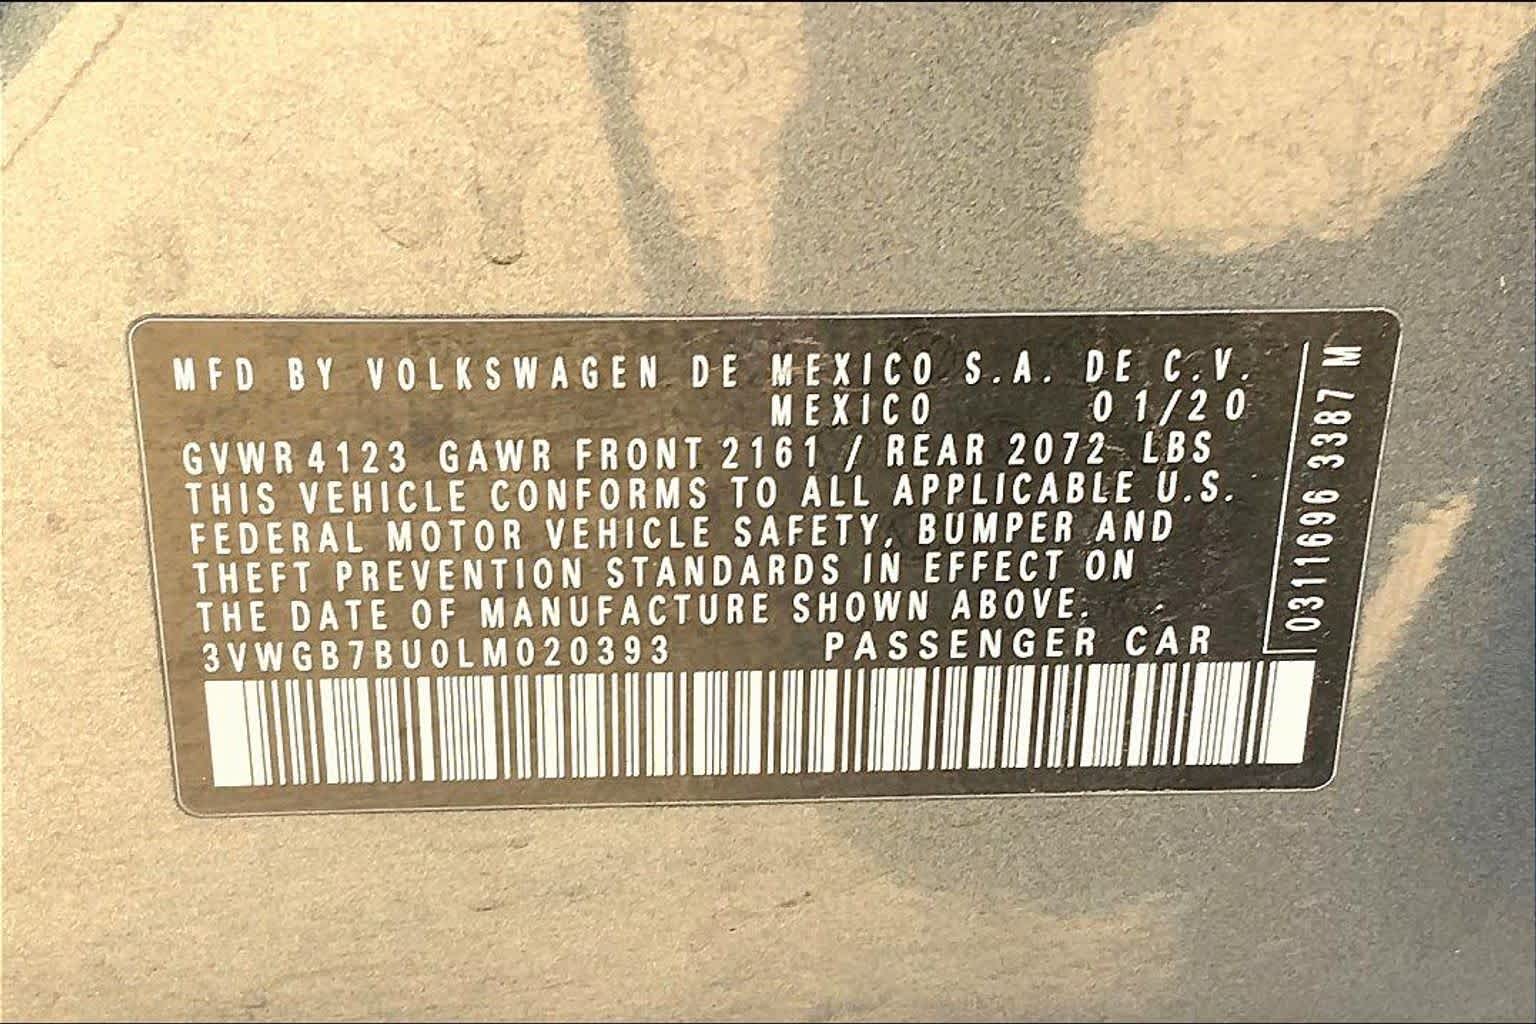 MFD BY VOLKSWAGEN DE MEXICO S.A. DE C.V.
MEXICO 01/20
GVWR 4123 GAWR FRONT 2161 / REAR 2072 LBS
THIS VEHICLE CONFORMS TO ALL APPLICABLE U.S.
FEDERAL MOTOR VEHICLE SAFETY, BUMPER AND
THEFT PREVENTION STANDARDS IN EFFECT ON
THE DATE OF MANUFACTURE SHOWN ABOVE.
3VWGB7BU0LM020393 PASSENGER CAR
0311696 3387 M